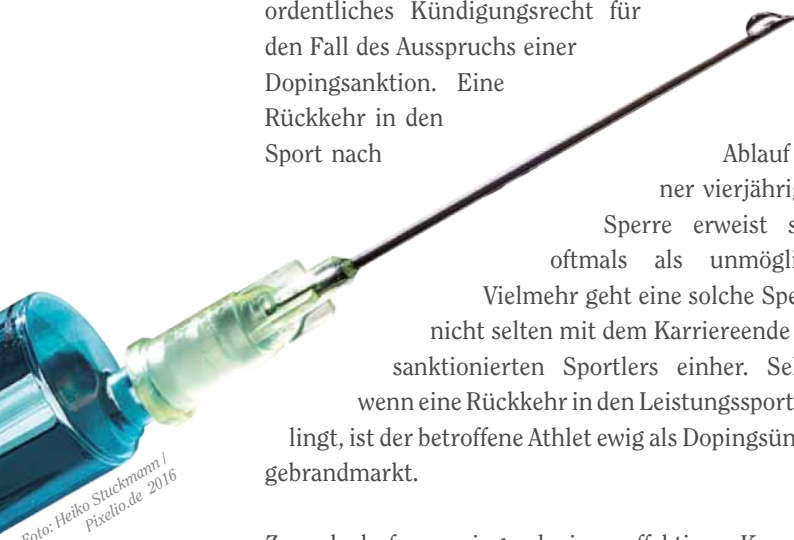 ordentliches Kündigungsrecht für
den Fall des Ausspruchs einer
Dopingsanktion. Eine
Rückkehr in den
Sport nach Ablauf
ner vierjährig
Sperre erweist s
oftmals als unmögli
Vielmehr geht eine solche Spe
nicht selten mit dem Karriereende
sanktionierten Sportlers einher. Sel
wenn eine Rückkehr in den Leistungssport
lingt, ist der betroffene Athlet ewig als Dopingsün
gebrandmarkt.
Foto: Heiko Stuckmann /
Pixelio.de 2016